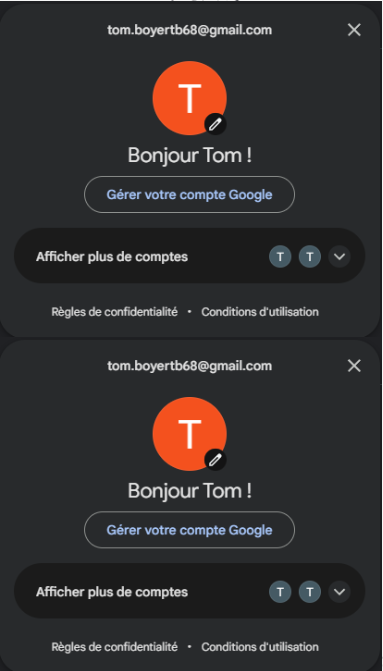 tom.boyertb68@gmail.com
T
Bonjour Tom !
Gérer votre compte Google
Afficher plus de comptes T T
Règles de confidentialité • Conditions d'utilisation
tom.boyertb68@gmail.com
T
Bonjour Tom !
Gérer votre compte Google
Afficher plus de comptes T T
Règles de confidentialité • Conditions d'utilisation